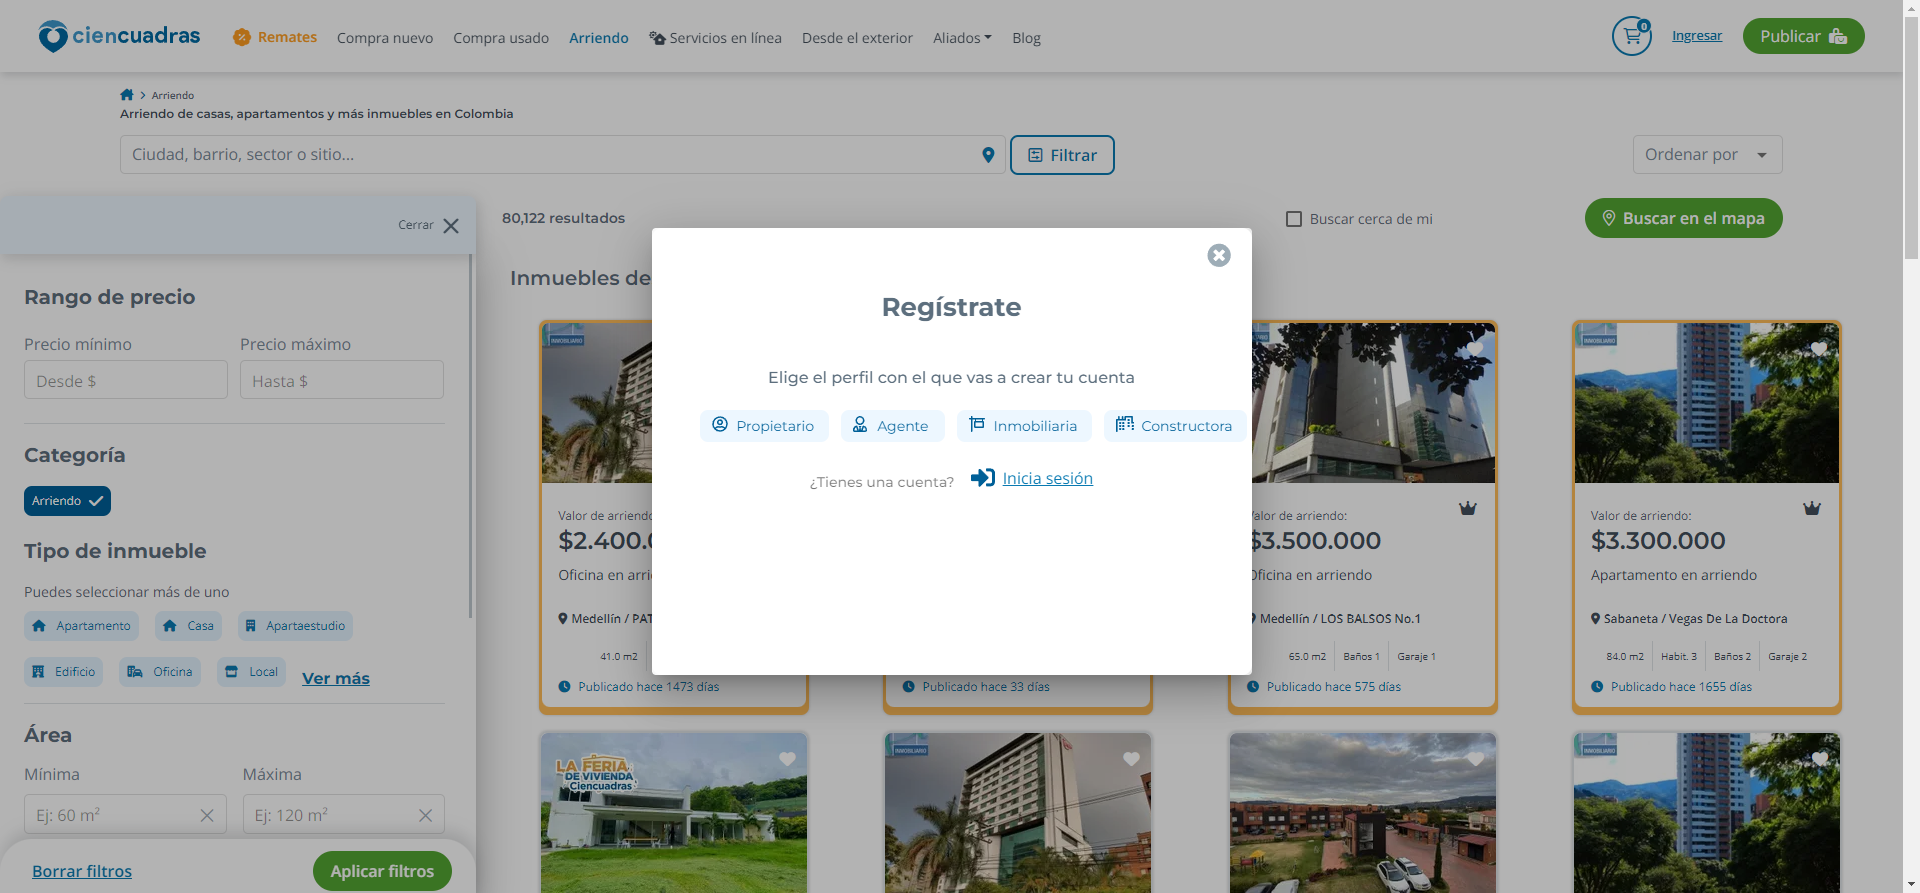 ciencuadras
Remates
Compra nuevo
Compra usado
Arriendo
Servicios en línea
Desde el exterior
Aliados
Blog
0
Ingresar
Publicar
Arriendo
Arriendo de casas, apartamentos y más inmuebles en Colombia
Ciudad, barrio, sector o sitio...
Filtrar
Ordenar por
Cerrar
80,122 resultados
Buscar cerca de mi
Buscar en el mapa
Inmuebles de
Rango de precio
Precio mínimo
Precio máximo
Desde $
Hasta $
Categoría
Arriendo
Tipo de inmueble
Puedes seleccionar más de uno
Apartamento
Casa
Apartaestudio
Edificio
Oficina
Local
Ver más
Área
Mínima
Máxima
Ej: 60 m²
Ej: 120 m²
Borrar filtros
Aplicar filtros
Regístrate
Elige el perfil con el que vas a crear tu cuenta
Propietario
Agente
Inmobiliaria
Constructora
¿Tienes una cuenta?
Inicia sesión
INMOBILIARIO
Valor de arriendo
$2.400.
Oficina en arri
Medellín / PAT
41.0 m2
Publicado hace 1473 días
Publicado hace 33 días
Valor de arriendo:
$3.500.000
Oficina en arriendo
Medellín / LOS BALSOS No.1
65.0 m2
Baños 1
Garaje 1
Publicado hace 575 días
INMOBILIARIO
Valor de arriendo:
$3.300.000
Apartamento en arriendo
Sabaneta / Vegas De La Doctora
84.0 m2
Habit. 3
Baños 2
Garaje 2
Publicado hace 1655 días
LA FERIA
DE VIVIENDA
Ciencuadras
INMOBILIARIO
INMOBILIARIO